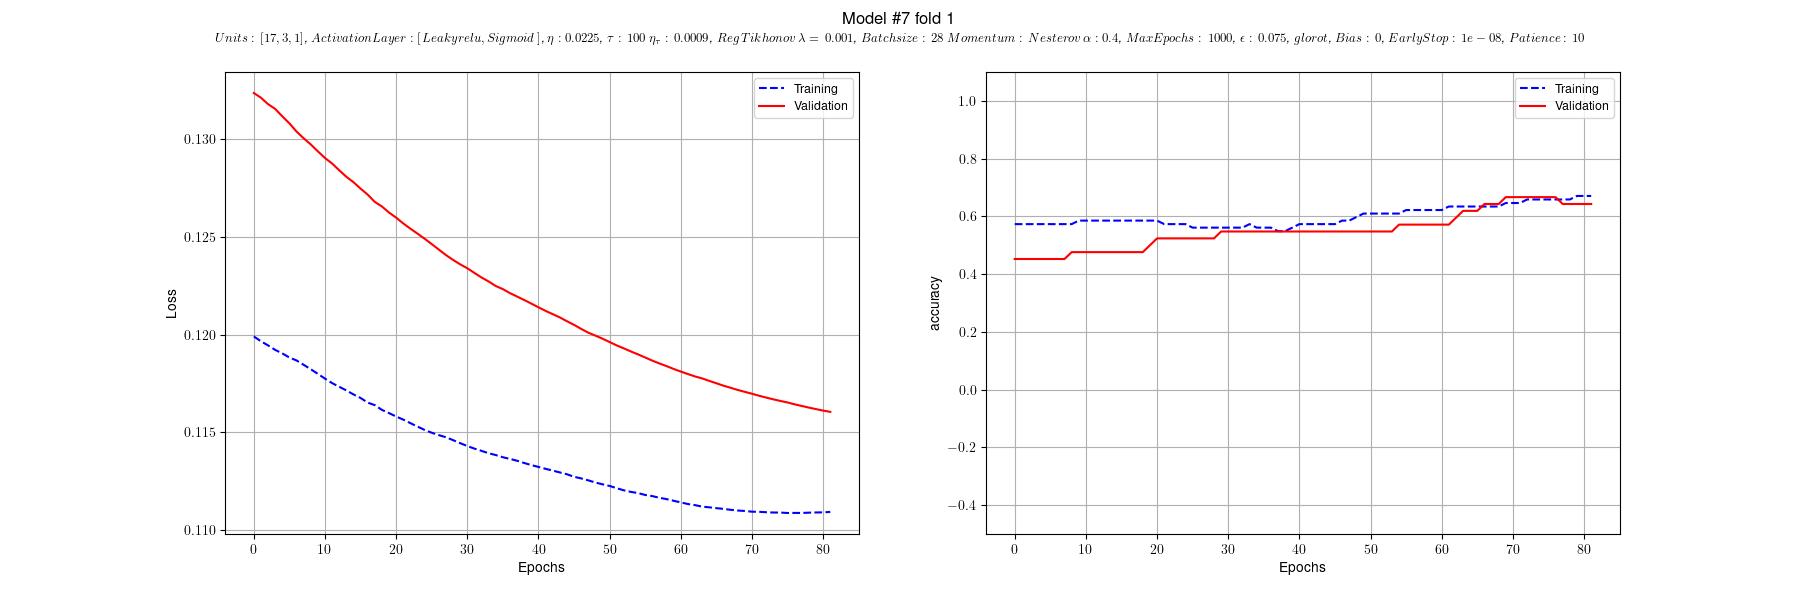 Model #7 fold 1
Units : [17, 3, 1], ActivationLayer : [Leakyrelu, Sigmoid ], η : 0.0225, τ : 100 ητ : 0.0009, RegTikhonov λ = 0.001, Batchsize : 28 Momentum : Nesterov α : 0.4, MaxEpochs : 1000, ϵ : 0.075, glorot, Bias : 0, EarlyStop : 1e − 08, Patience : 10
Training
Validation
0.130
0.125
0.120
0.115
0.110
Loss
0 10 20 30 40 50 60 70 80
Epochs
Training
Validation
1.0
0.8
0.6
0.4
0.2
0.0
−0.2
−0.4
accuracy
0 10 20 30 40 50 60 70 80
Epochs